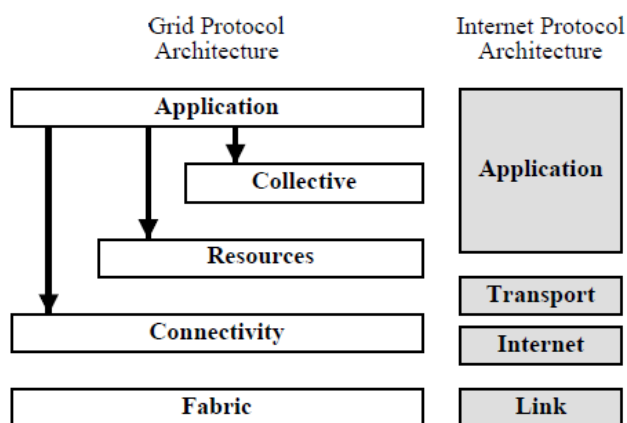 Grid Protocol
Architecture
Internet Protocol
Architecture
Application
Collective
Resources
Connectivity
Fabric
Application
Transport
Internet
Link